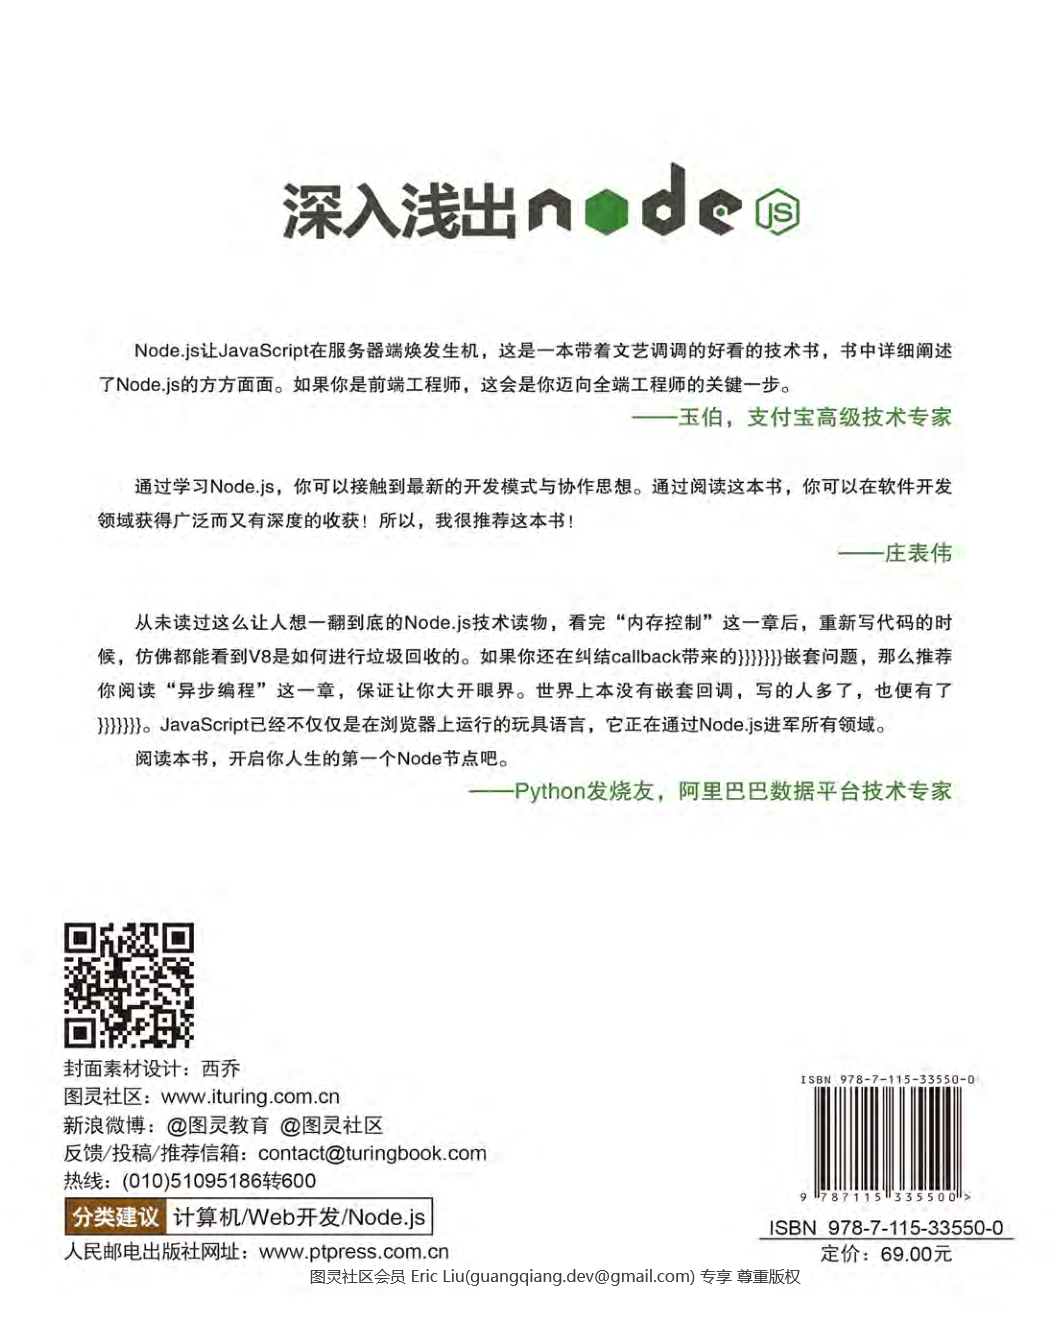 深入浅出node JS
Node.js让JavaScript在服务器端焕发生机，这是一本带着文艺调调的好看的技术书，书中详细阐述
了Node.js的方方面面。如果你是前端工程师，这会是你迈向全端工程师的关键一步。
——玉伯，支付宝高级技术专家
通过学习Node.js，你可以接触到最新的开发模式与协作思想。通过阅读这本书，你可以在软件开发
领域获得广泛而又有深度的收获！所以，我很推荐这本书！
——庄表伟
从未读过这么让人想一翻到底的Node.js技术读物，看完“内存控制”这一章后，重新写代码的时
候，仿佛都能看到V8是如何进行垃圾回收的。如果你还在纠结callback带来的}}}}}}}嵌套问题，那么推荐
你阅读“异步编程”这一章，保证让你大开眼界。世界上本没有嵌套回调，写的人多了，也便有了
}}}}}}}。JavaScript已经不仅仅是在浏览器上运行的玩具语言，它正在通过Node.js进军所有领域。
阅读本书，开启你人生的第一个Node节点吧。
——Python发烧友，阿里巴巴数据平台技术专家
封面素材设计：西乔
图灵社区：www.ituring.com.cn
新浪微博：@图灵教育 @图灵社区
反馈/投稿/推荐信箱：contact@turingbook.com
热线：(010)51095186转600
分类建议 计算机/Web开发/Node.js
人民邮电出版社网址：www.ptpress.com.cn
ISBN 978-7-115-33550-0
9 787115 335500 >
ISBN 978-7-115-33550-0
定价：69.00元
图灵社区会员 Eric Liu(guangqiang.dev@gmail.com) 专享 尊重版权